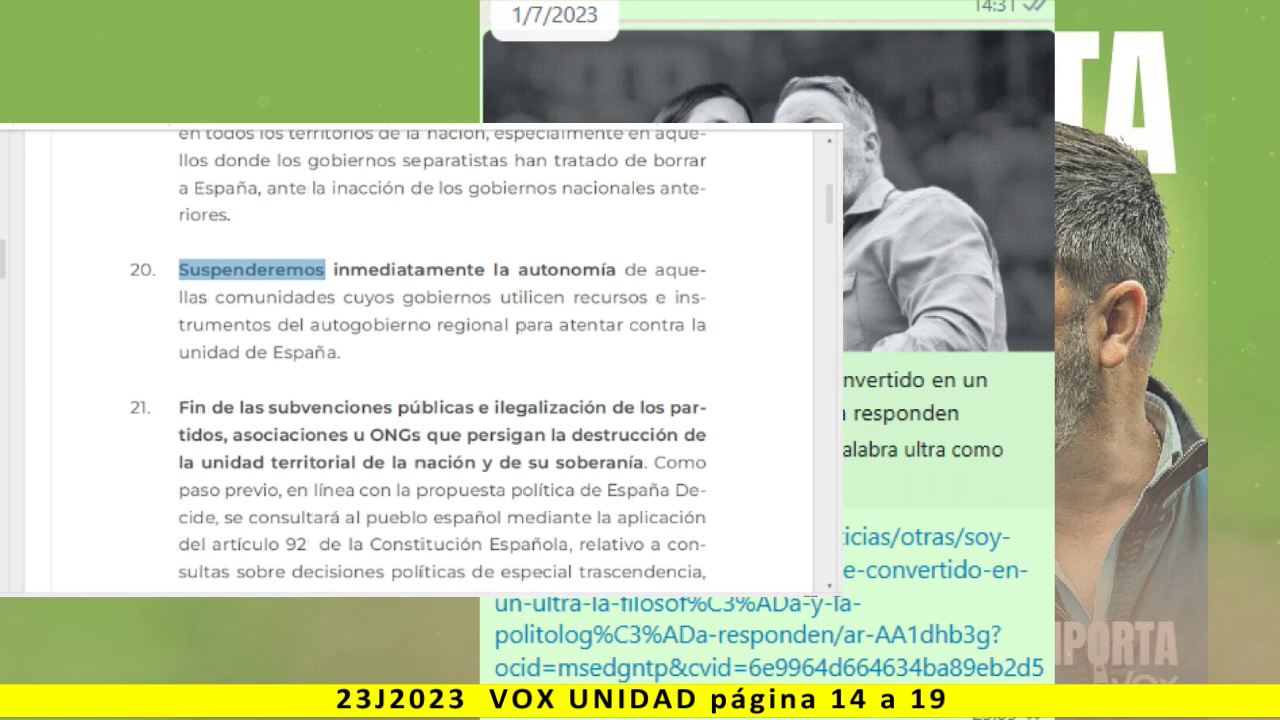 14:31
1/7/2023
TA
en todos los territorios de la nación, especialmente en aque-
llos donde los gobiernos separatistas han tratado de borrar
a España, ante la inacción de los gobiernos nacionales ante-
riores.
20. Suspenderemos inmediatamente la autonomía de aque-
llas comunidades cuyos gobiernos utilicen recursos e ins-
trumentos del autogobierno regional para atentar contra la
unidad de España.
21. Fin de las subvenciones públicas e ilegalización de los par-
tidos, asociaciones u ONGs que persigan la destrucción de
la unidad territorial de la nación y de su soberanía. Como
paso previo, en línea con la propuesta política de España De-
cide, se consultará al pueblo español mediante la aplicación
del artículo 92 de la Constitución Española, relativo a con-
sultas sobre decisiones políticas de especial trascendencia,
nvertido en un
responden
alabra ultra como
icias/otras/soy-
e-convertido-en-
un-ultra-la-filosof%C3%ADa-y-la-
politolog%C3%ADa-responden/ar-AA1dhb3g?
ocid=msedgntp&cvid=6e9964d664634ba89eb2d5
MPORTA
VOX
23J2023 VOX UNIDAD página 14 a 19